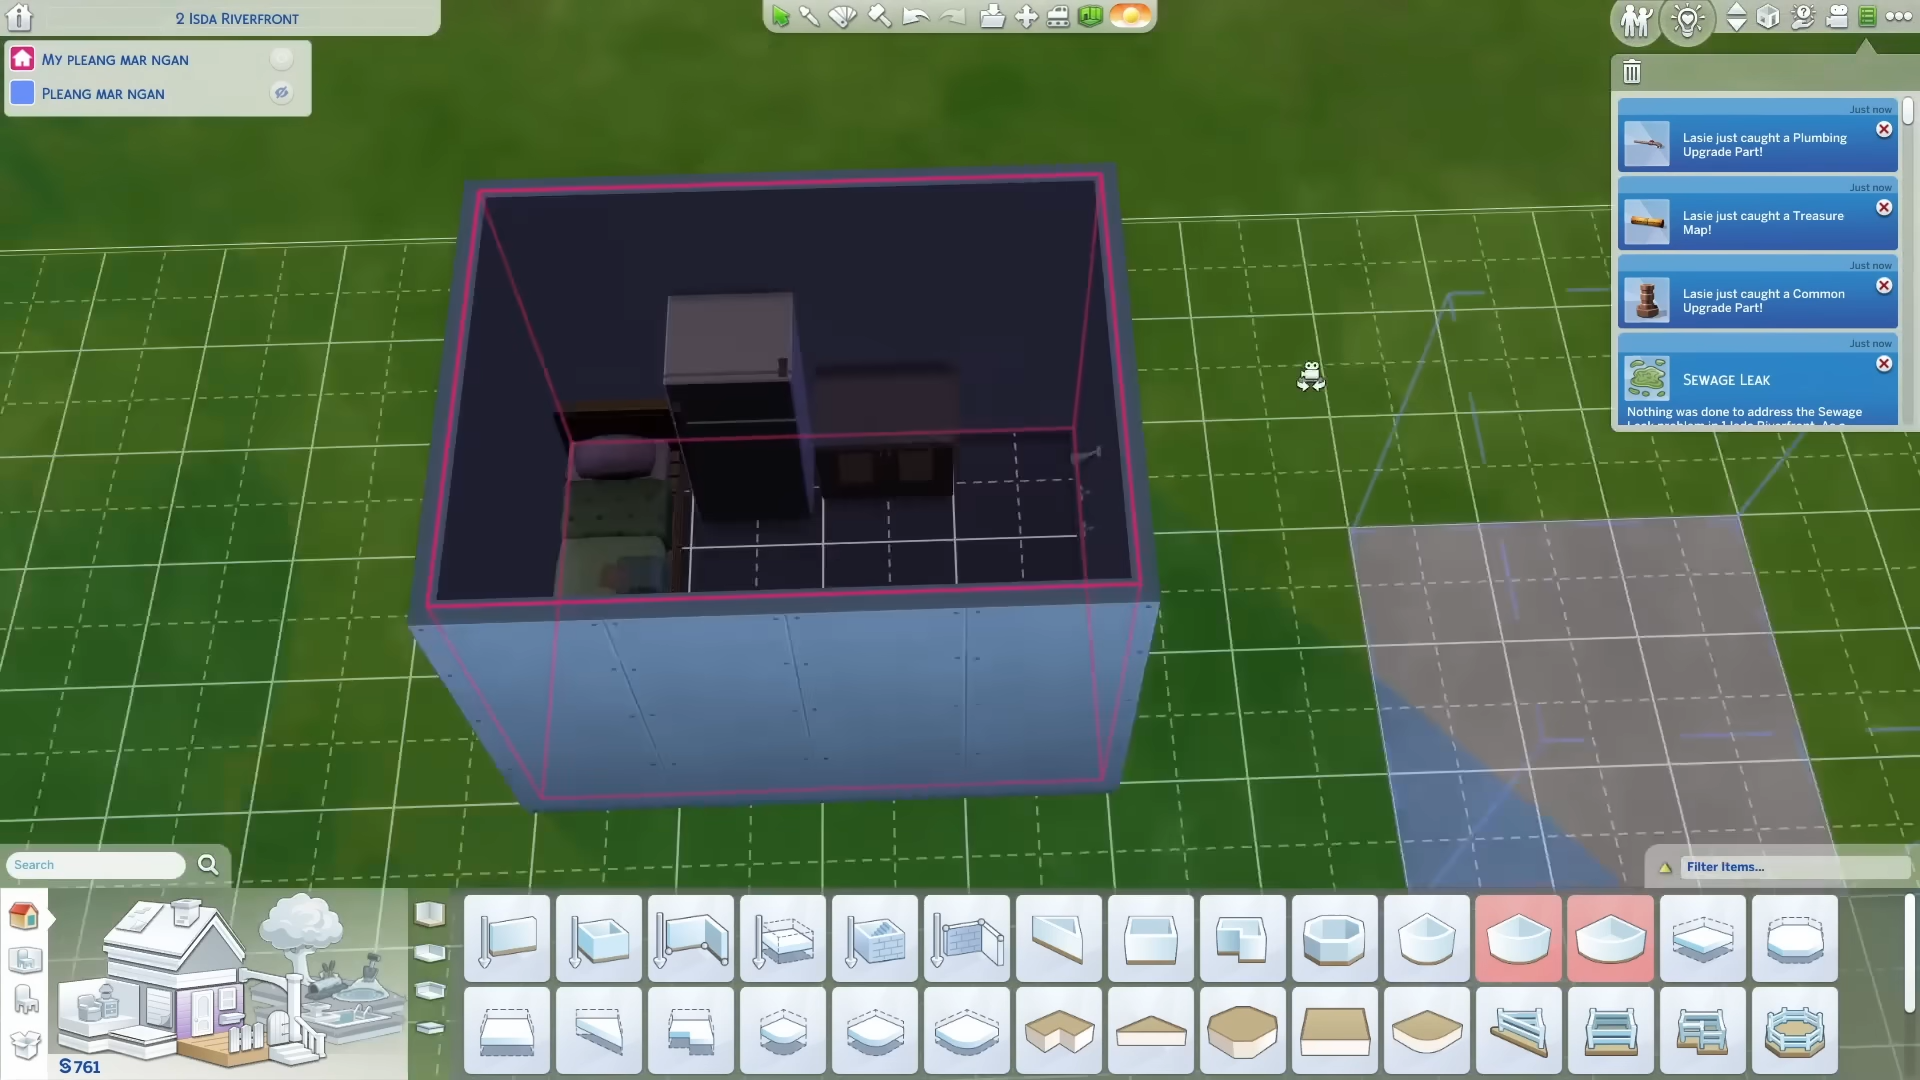 2 Isda Riverfront
My pleang mar ngan
Pleang mar ngan
Just now
Lasie just caught a Plumbing
Upgrade Part!
Just now
Lasie just caught a Treasure
Map!
Just now
Lasie just caught a Common
Upgrade Part!
Just now
Sewage Leak
Nothing was done to address the Sewage
Search
Filter Items...
§761